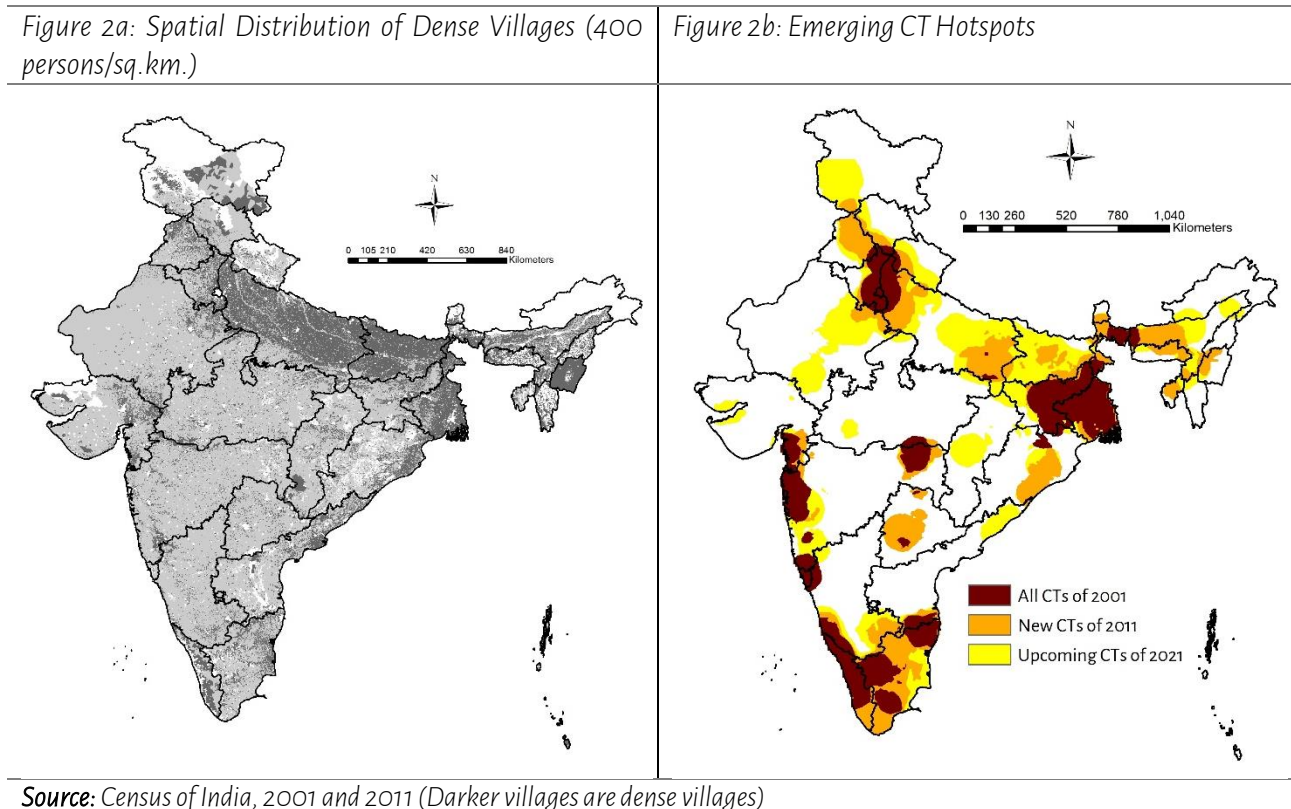 Figure 2a: Spatial Distribution of Dense Villages (400
persons/sq.km.)
Figure 2b: Emerging CT Hotspots
N
0 105 210 420 630 840
Kilometers
N
0 130 260 520 780 1,040
Kilometers
All CTs of 2001
New CTs of 2011
Upcoming CTs of 2021
Source: Census of India, 2001 and 2011 (Darker villages are dense villages)